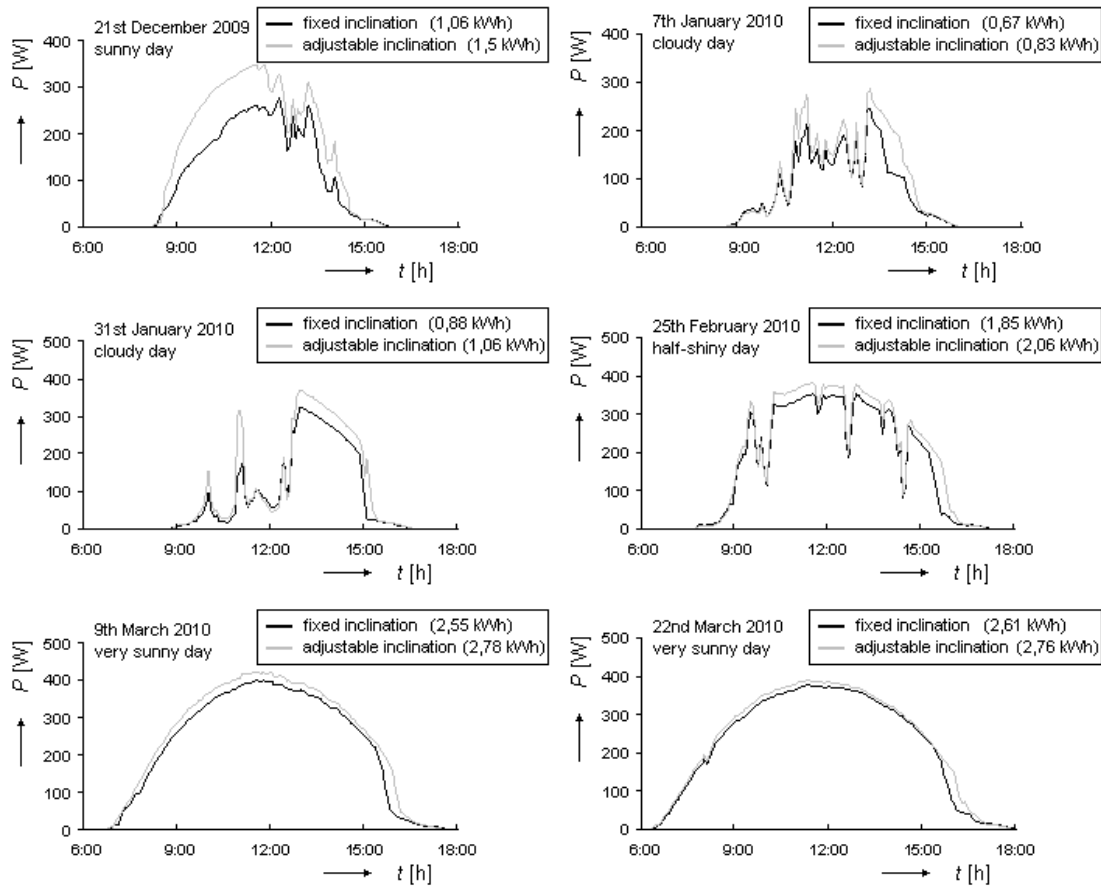 21st December 2009
sunny day
fixed inclination (1,06 kWh)
adjustable inclination (1,5 kWh)
P [W]
400
300
200
100
0
6:00 9:00 12:00 15:00 18:00
t [h]
7th January 2010
cloudy day
fixed inclination (0,67 kWh)
adjustable inclination (0,83 kWh)
P [W]
400
300
200
100
0
6:00 9:00 12:00 15:00 18:00
t [h]
31st January 2010
cloudy day
fixed inclination (0,88 kWh)
adjustable inclination (1,06 kWh)
P [W]
500
400
300
200
100
0
6:00 9:00 12:00 15:00 18:00
t [h]
25th February 2010
half-shiny day
fixed inclination (1,85 kWh)
adjustable inclination (2,06 kWh)
P [W]
500
400
300
200
100
0
6:00 9:00 12:00 15:00 18:00
t [h]
9th March 2010
very sunny day
fixed inclination (2,55 kWh)
adjustable inclination (2,78 kWh)
P [W]
500
400
300
200
100
0
6:00 9:00 12:00 15:00 18:00
t [h]
22nd March 2010
very sunny day
fixed inclination (2,61 kWh)
adjustable inclination (2,76 kWh)
P [W]
500
400
300
200
100
0
6:00 9:00 12:00 15:00 18:00
t [h]